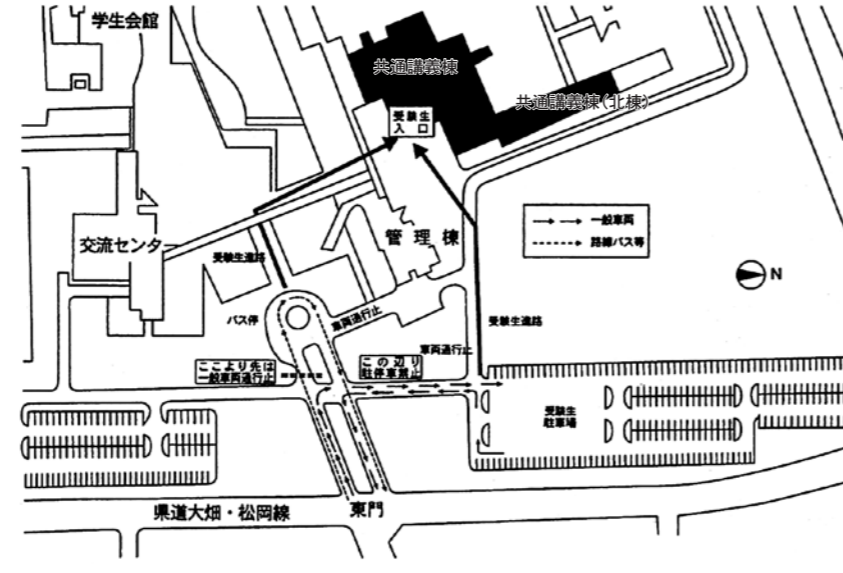 学生会館
共通講義棟
共通講義棟(北棟)
受験生
入口
一般車両
路線バス等
管理棟
交流センター
受験生進路
N
バス停
車両通行止
受験生進路
車両通行止
ここより先は
一般車両通行止
この辺り
駐停車禁止
受験生
駐車場
県道大畑・松岡線
東門